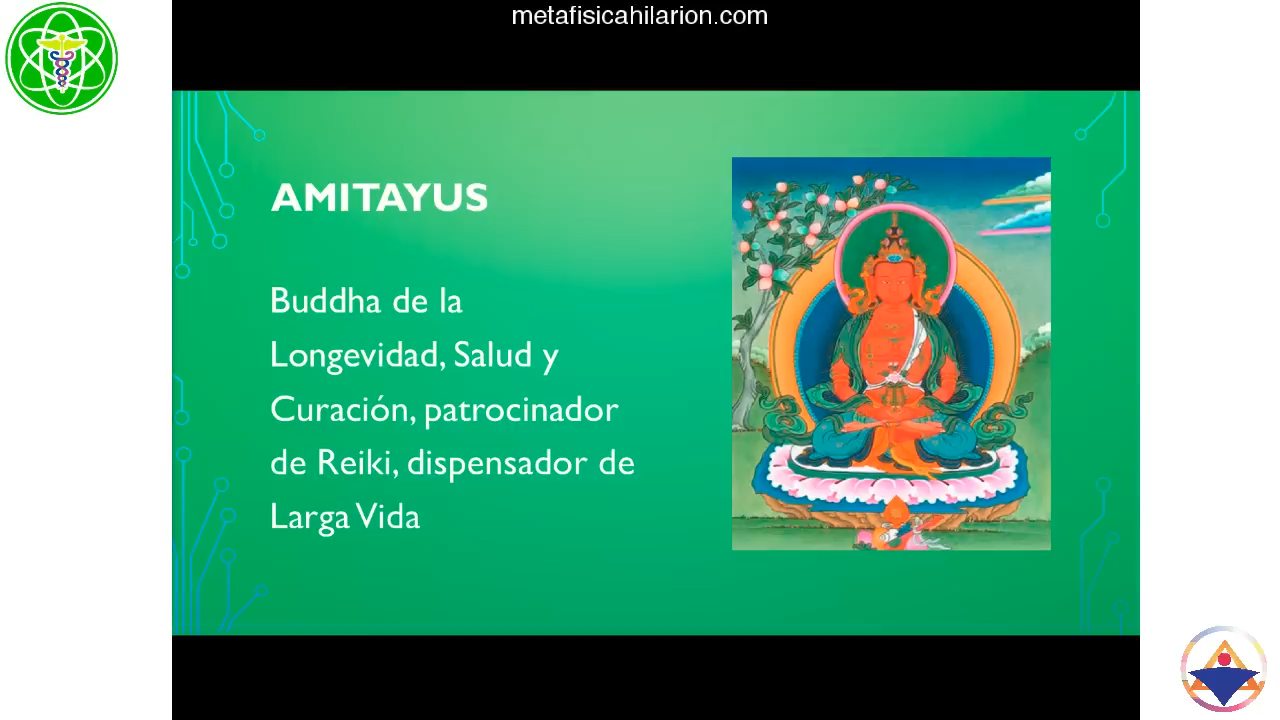 metafisicahilarion.com
AMITAYUS
Buddha de la
Longevidad, Salud y
Curación, patrocinador
de Reiki, dispensador de
Larga Vida